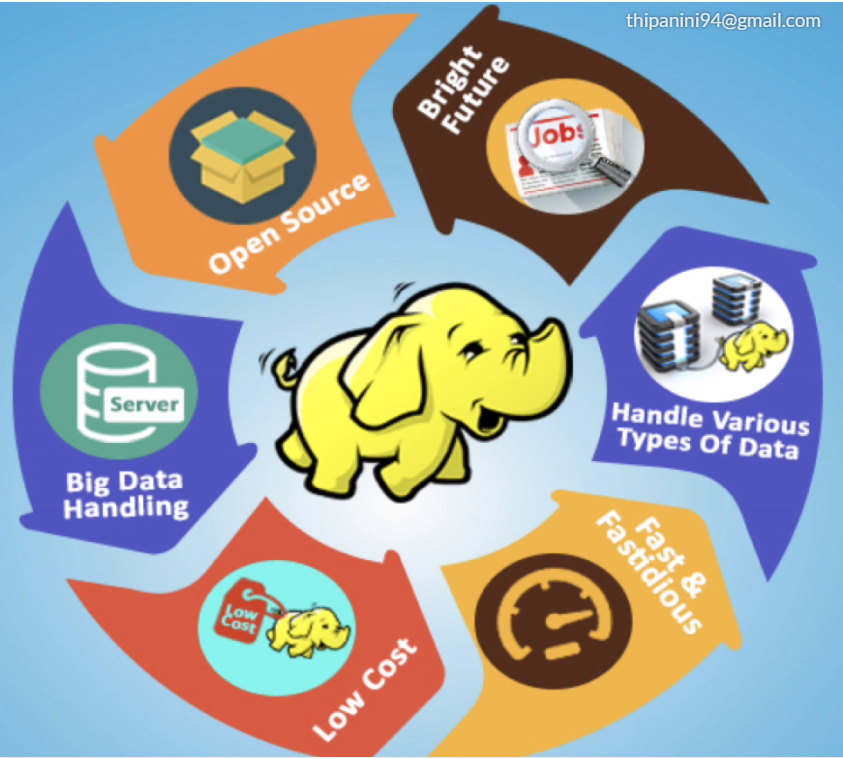 thipanini94@gmail.com
Bright
Future
Jobs
Open Source
Server
Big Data
Handling
Handle Various
Types Of Data
Fast &
Fastidious
Low
Cost
Low Cost